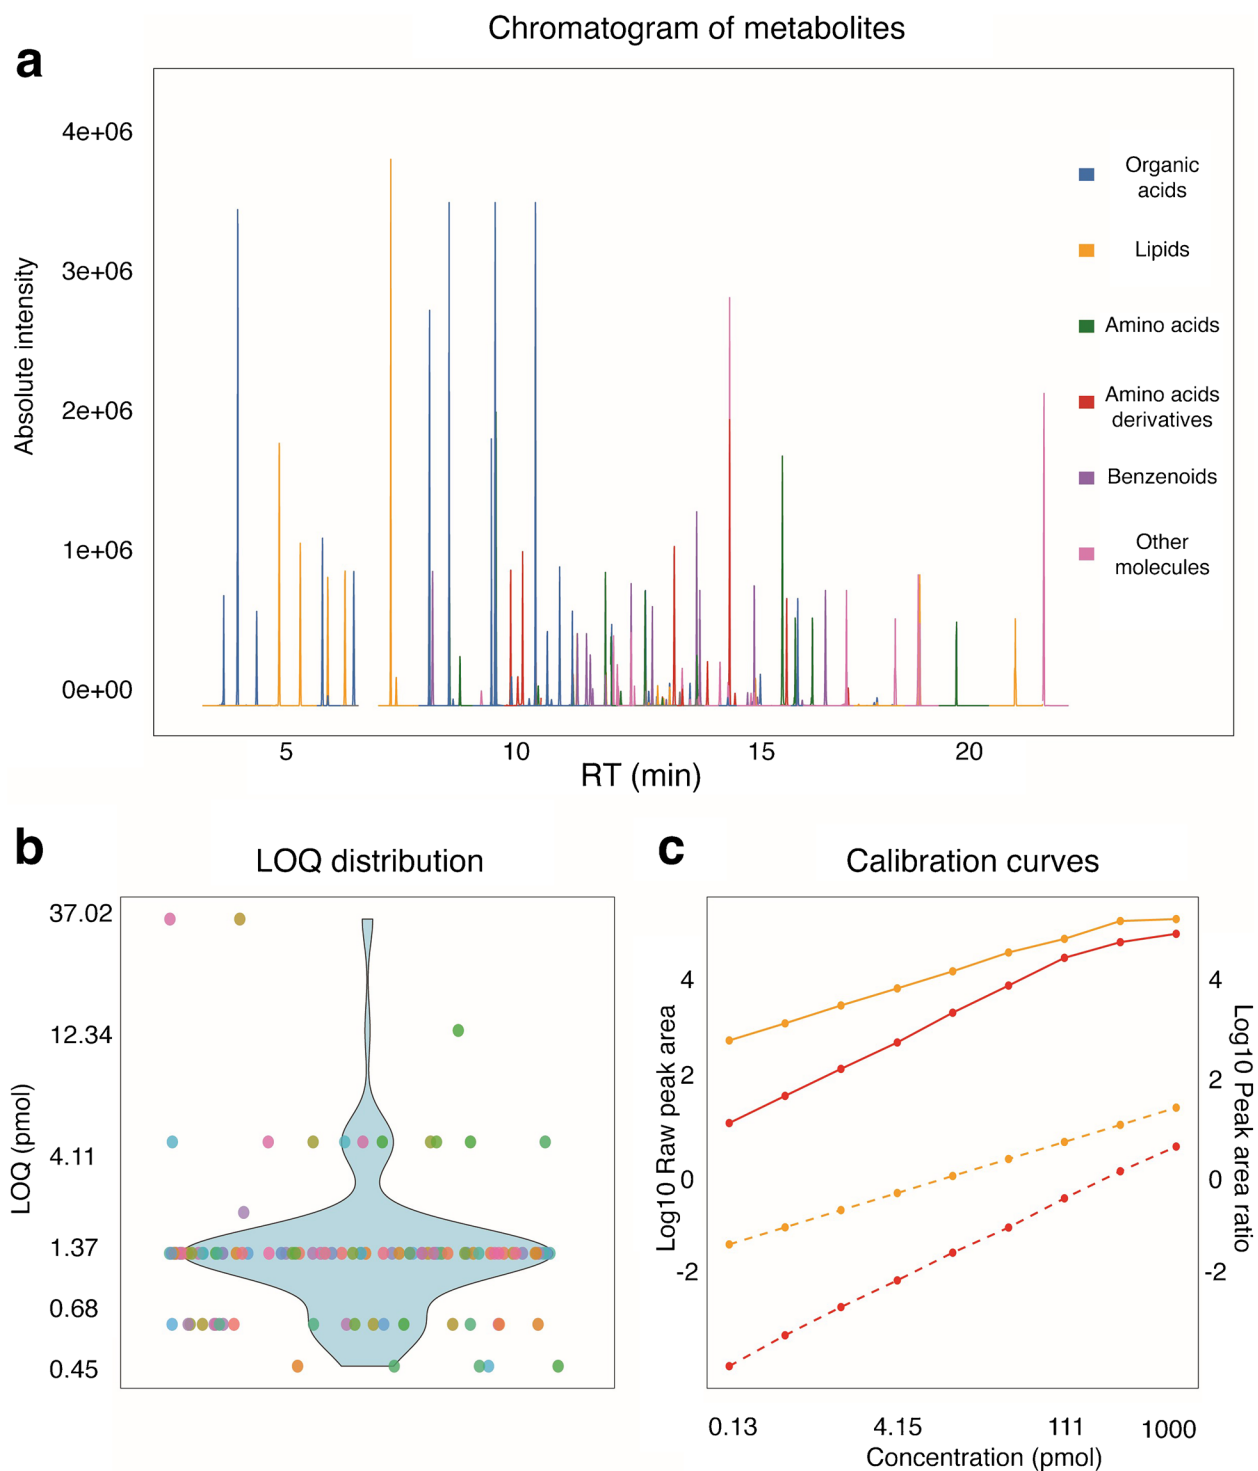 Chromatogram of metabolites
a
4e+06
3e+06
2e+06
1e+06
0e+00
Absolute intensity
Organic
acids
Lipids
Amino acids
Amino acids
derivatives
Benzenoids
Other
molecules
5
10
15
20
RT (min)
b
LOQ distribution
37.02
12.34
4.11
1.37
0.68
0.45
LOQ (pmol)
c
Calibration curves
4
2
0
-2
Log10 Raw peak area
4
2
0
-2
Log10 Peak area ratio
0.13
4.15
111
1000
Concentration (pmol)